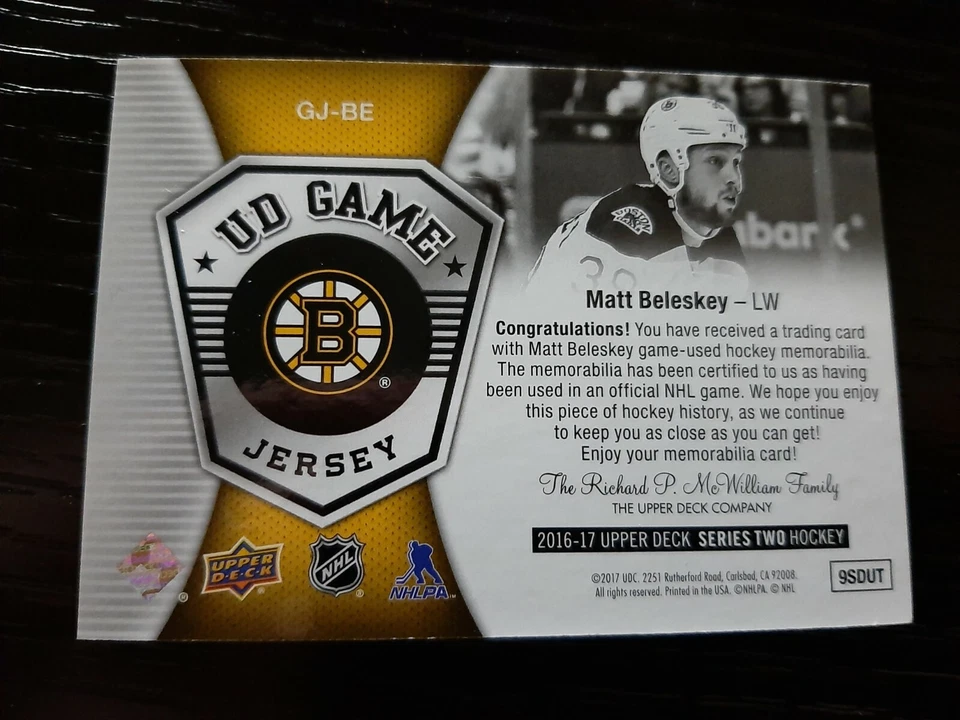 GJ-BE
UD GAME
B
®
JERSEY
UPPER
D·E·C·K
®
NHL
®
NHLPA™
®
BOSTON
38
abank
Matt Beleskey – LW
Congratulations! You have received a trading card
with Matt Beleskey game-used hockey memorabilia.
The memorabilia has been certified to us as having
been used in an official NHL game. We hope you enjoy
this piece of hockey history, as we continue
to keep you as close as you can get!
Enjoy your memorabilia card!
The Richard P. McWilliam Family
THE UPPER DECK COMPANY
2016-17 UPPER DECK SERIES TWO HOCKEY
©2017 UDC. 2251 Rutherford Road, Carlsbad, CA 92008.
All rights reserved. Printed in the USA. ©NHLPA. © NHL
9SDUT